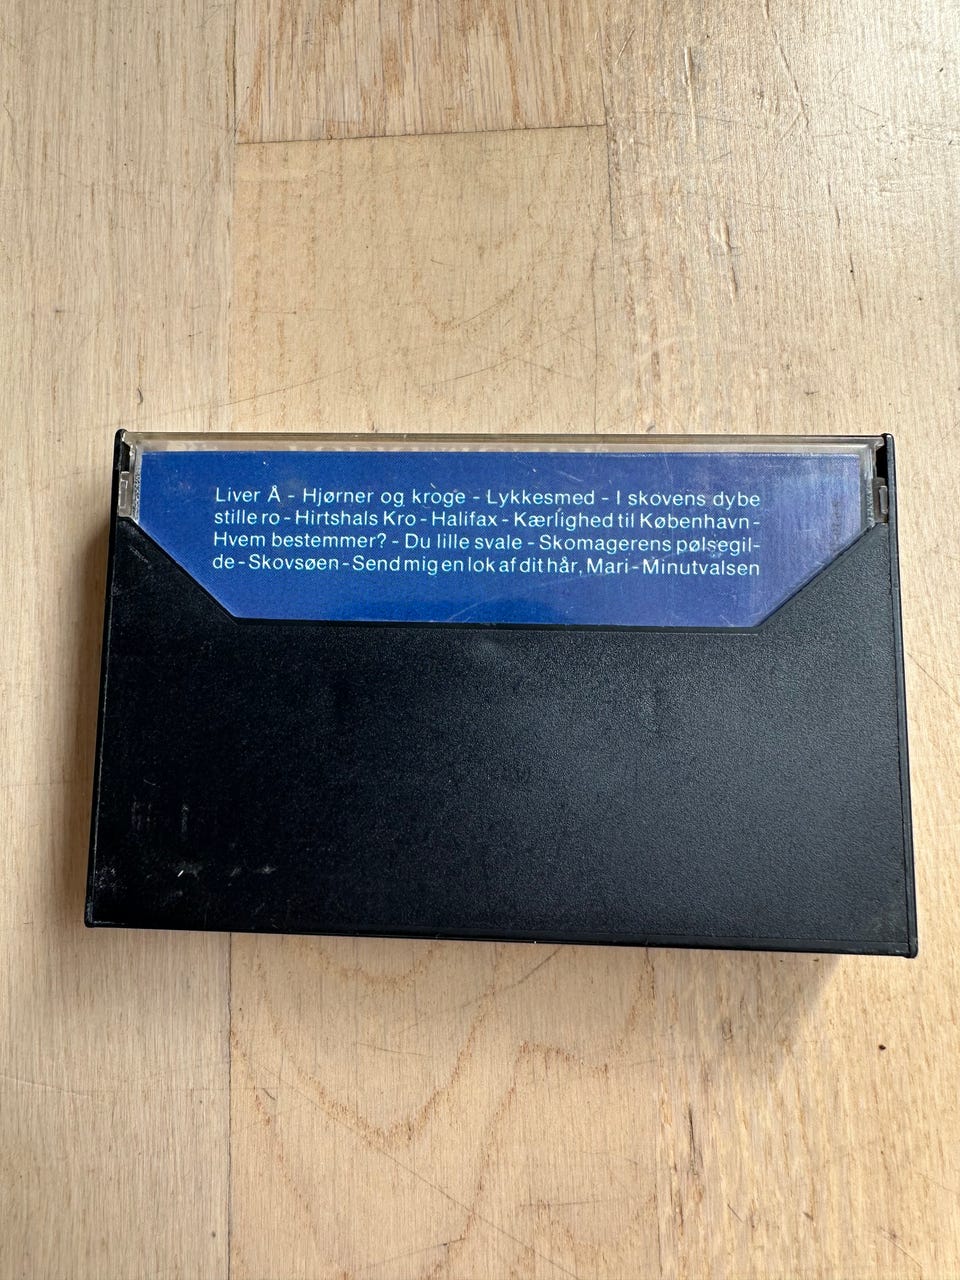 Liver Å - Hjørner og kroge - Lykkesmed - I skovens dybe
stille ro - Hirtshals Kro - Halifax - Kærlighed til København -
Hvem bestemmer? - Du lille svale - Skomagerens pølsegil-
de - Skovsøen - Send mig en lok af dit hår, Mari - Minutvalsen